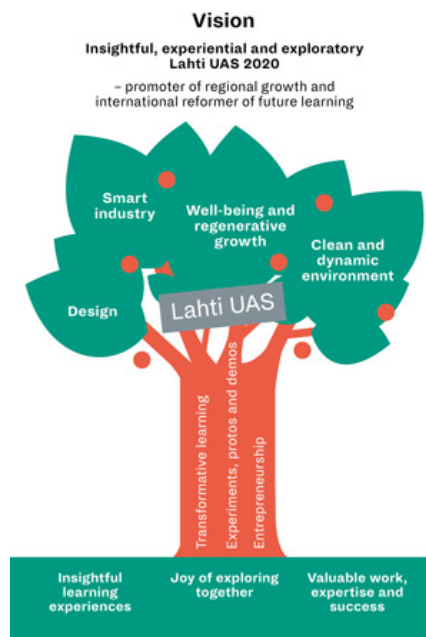 Vision
Insightful, experiential and exploratory
Lahti UAS 2020
– promoter of regional growth and
international reformer of future learning
Smart
industry
Well-being and
regenerative
growth
Clean and
dynamic
environment
Design
Lahti UAS
Transformative learning
Experiments, protos and demos
Entrepreneurship
Insightful
learning
experiences
Joy of exploring
together
Valuable work,
expertise and
success